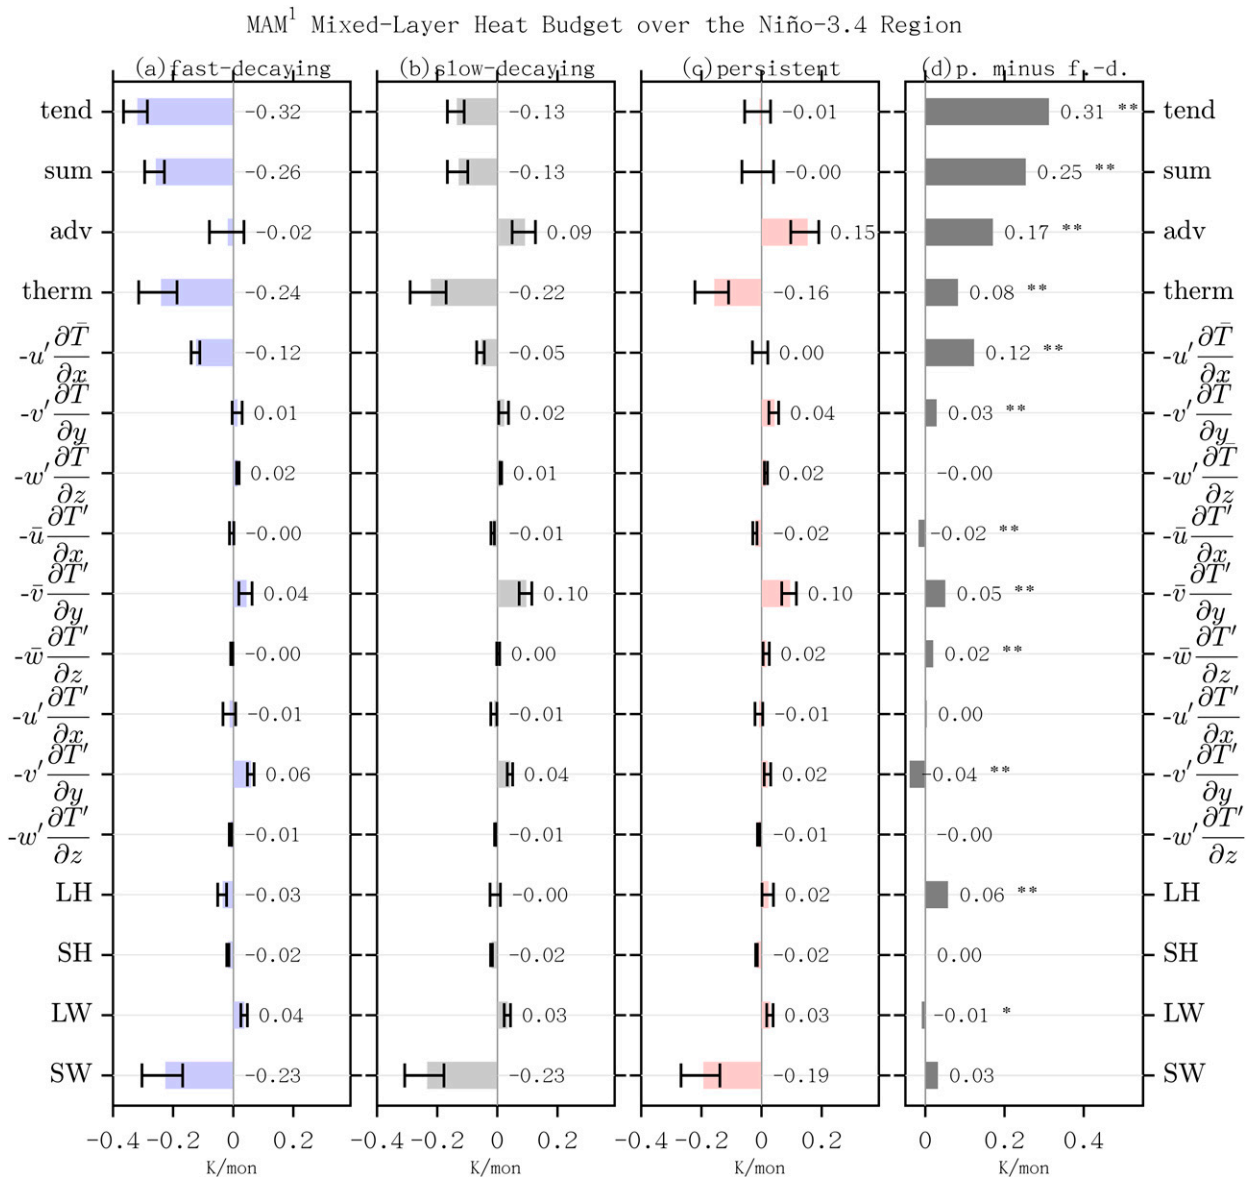 MAM¹ Mixed-Layer Heat Budget over the Niño-3.4 Region
(a)fast-decaying (b)slow-decaying (c)persistent (d)p. minus f.-d.
tend -0.32 -0.13 -0.01 0.31 ** tend
sum -0.26 -0.13 -0.00 0.25 ** sum
adv -0.02 0.09 0.15 0.17 ** adv
therm -0.24 -0.22 -0.16 0.08 ** therm
-u′ ∂T̄/∂x -0.12 -0.05 0.00 0.12 ** -u′ ∂T̄/∂x
-v′ ∂T̄/∂y 0.01 0.02 0.04 0.03 ** -v′ ∂T̄/∂y
-w′ ∂T̄/∂z 0.02 0.01 0.02 -0.00 -w′ ∂T̄/∂z
-ū ∂T′/∂x -0.00 -0.01 -0.02 -0.02 ** -ū ∂T′/∂x
-v̄ ∂T′/∂y 0.04 0.10 0.10 0.05 ** -v̄ ∂T′/∂y
-w̄ ∂T′/∂z -0.00 0.00 0.02 0.02 ** -w̄ ∂T′/∂z
-u′ ∂T′/∂x -0.01 -0.01 -0.01 0.00 -u′ ∂T′/∂x
-v′ ∂T′/∂y 0.06 0.04 0.02 -0.04 ** -v′ ∂T′/∂y
-w′ ∂T′/∂z -0.01 -0.01 -0.01 -0.00 -w′ ∂T′/∂z
LH -0.03 -0.00 0.02 0.06 ** LH
SH -0.02 -0.02 -0.02 0.00 SH
LW 0.04 0.03 0.03 -0.01 * LW
SW -0.23 -0.23 -0.19 0.03 SW
-0.4 -0.2 0 0.2 -0.4 -0.2 0 0.2 -0.4 -0.2 0 0.2 0 0.2 0.4
K/mon K/mon K/mon K/mon